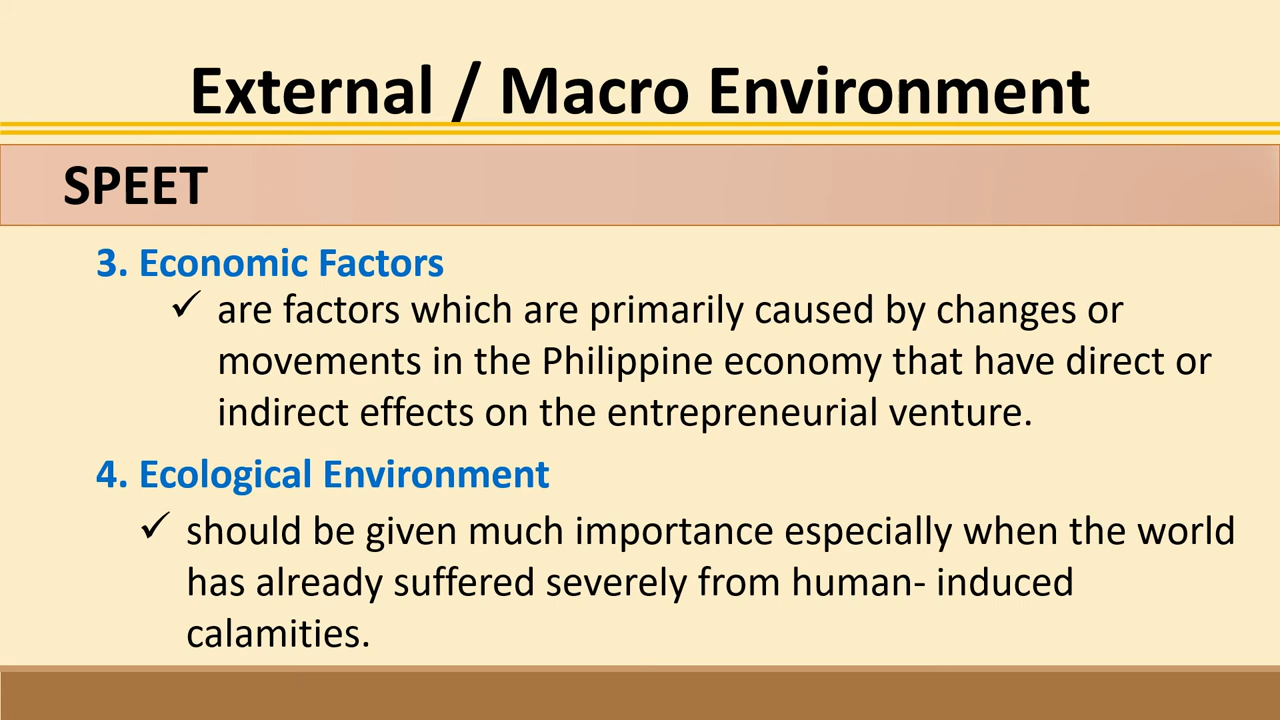 External / Macro Environment
SPEET
3. Economic Factors
✓ are factors which are primarily caused by changes or
movements in the Philippine economy that have direct or
indirect effects on the entrepreneurial venture.
4. Ecological Environment
✓ should be given much importance especially when the world
has already suffered severely from human- induced
calamities.